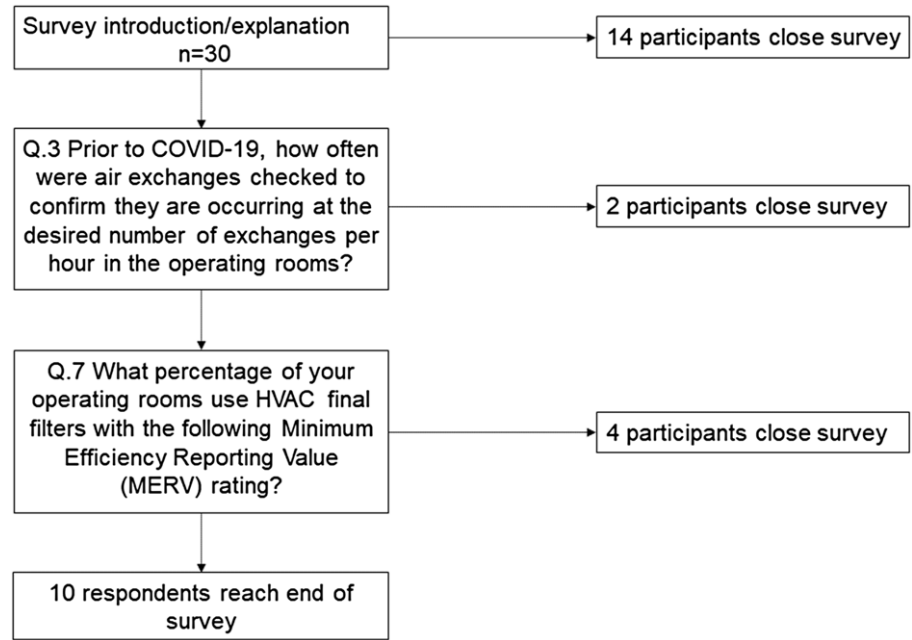 Survey introduction/explanation
n=30
14 participants close survey
Q.3 Prior to COVID-19, how often
were air exchanges checked to
confirm they are occurring at the
desired number of exchanges per
hour in the operating rooms?
2 participants close survey
Q.7 What percentage of your
operating rooms use HVAC final
filters with the following Minimum
Efficiency Reporting Value
(MERV) rating?
4 participants close survey
10 respondents reach end of
survey